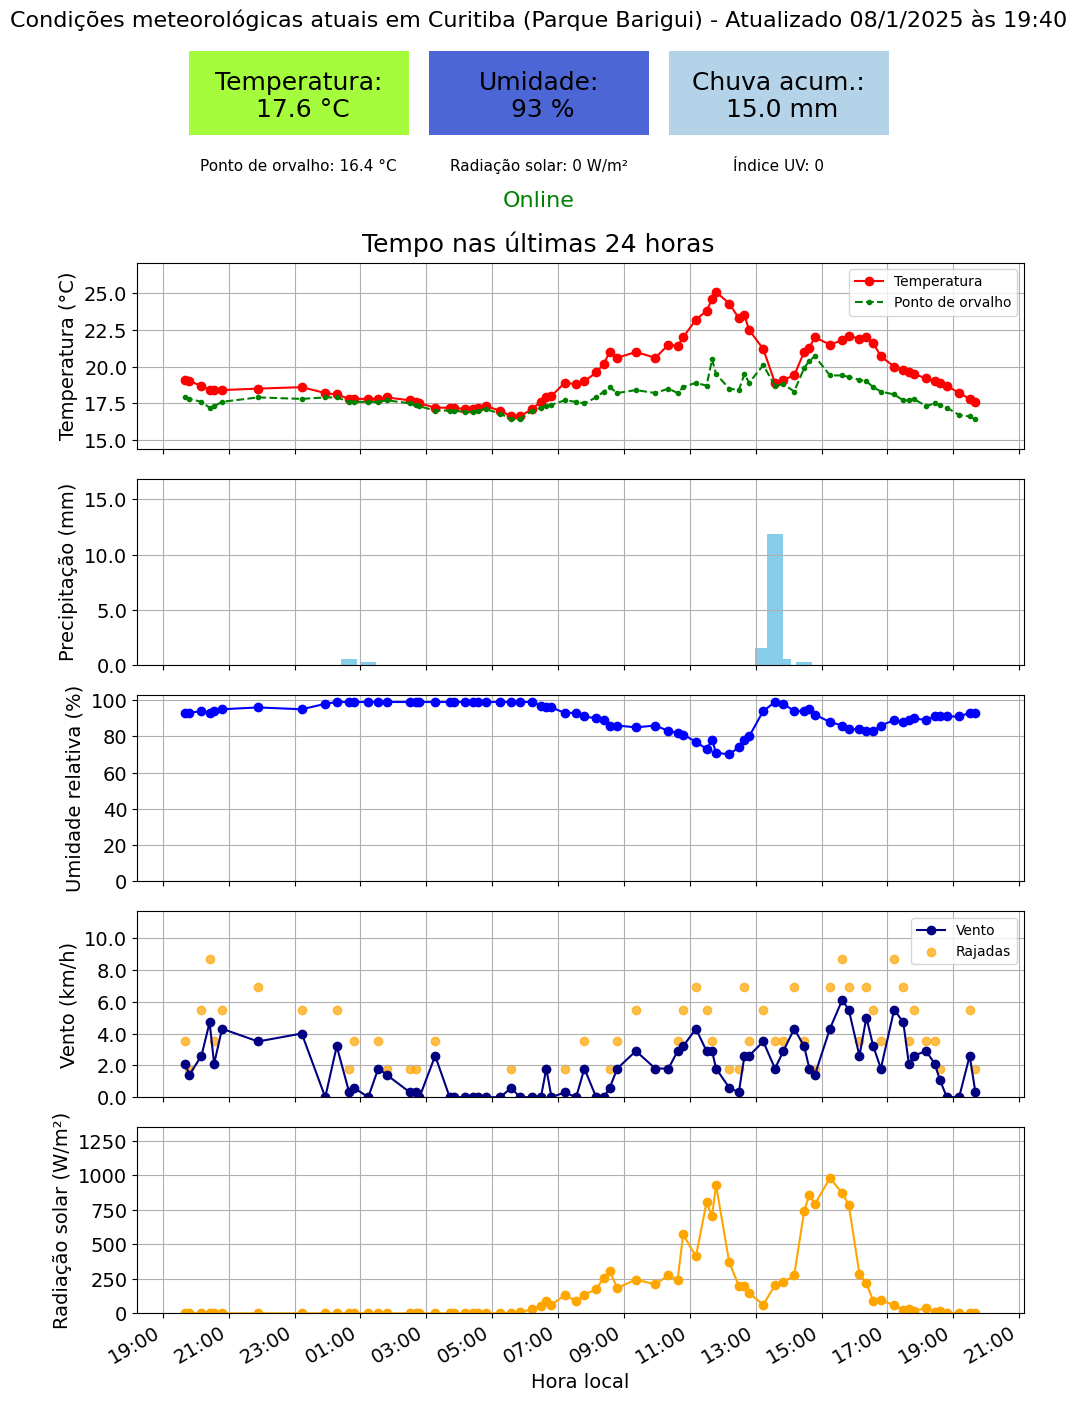 Condições meteorológicas atuais em Curitiba (Parque Barigui) - Atualizado 08/1/2025 às 19:40
Temperatura:
17.6 °C
Umidade:
93 %
Chuva acum.:
15.0 mm
Ponto de orvalho: 16.4 °C
Radiação solar: 0 W/m²
Índice UV: 0
Online
Tempo nas últimas 24 horas
Temperatura (°C)
25.0
22.5
20.0
17.5
15.0
Temperatura
Ponto de orvalho
Precipitação (mm)
15.0
10.0
5.0
0.0
Umidade relativa (%)
100
80
60
40
20
0
Vento (km/h)
10.0
8.0
6.0
4.0
2.0
0.0
Vento
Rajadas
Radiação solar (W/m²)
1250
1000
750
500
250
0
19:00
21:00
23:00
01:00
03:00
05:00
07:00
09:00
11:00
13:00
15:00
17:00
19:00
21:00
Hora local